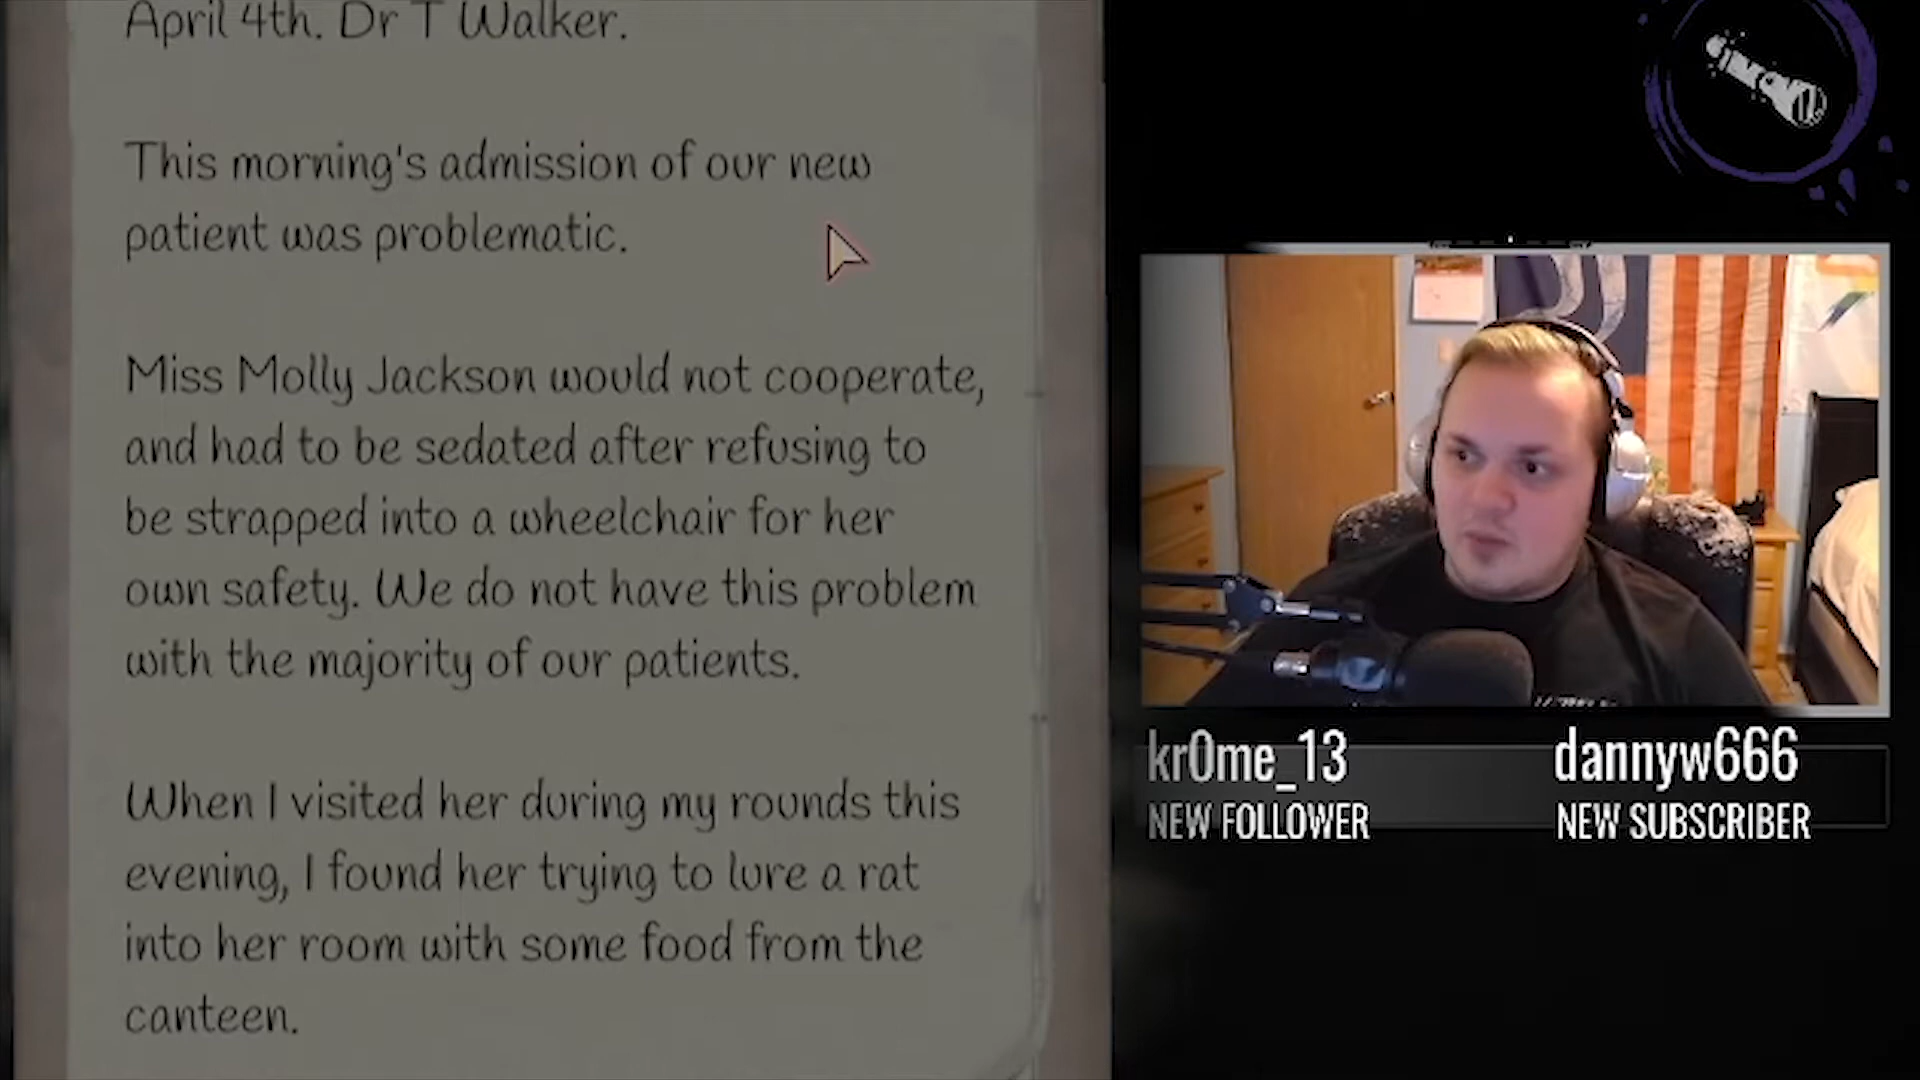 April 4th. Dr T Walker.
This morning's admission of our new
patient was problematic.
Miss Molly Jackson would not cooperate,
and had to be sedated after refusing to
be strapped into a wheelchair for her
own safety. We do not have this problem
with the majority of our patients.
When I visited her during my rounds this
evening, I found her trying to lure a rat
into her room with some food from the
canteen.
kr0me_13
NEW FOLLOWER
dannyw666
NEW SUBSCRIBER